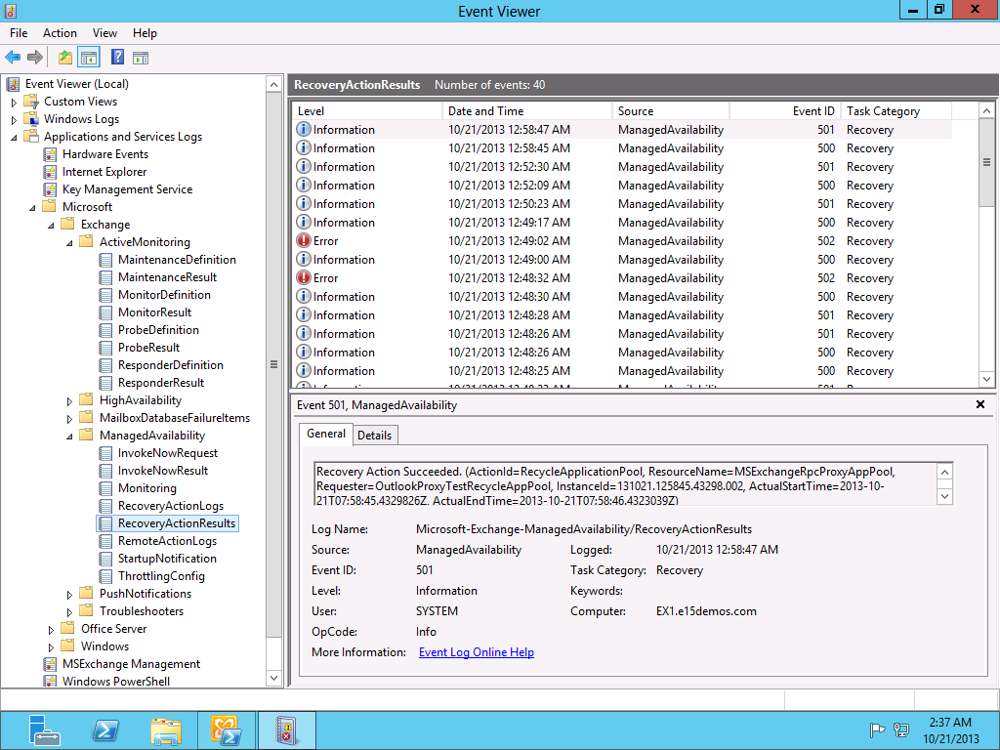 Event Viewer
File Action View Help
Event Viewer (Local)
Custom Views
Windows Logs
Applications and Services Logs
Hardware Events
Internet Explorer
Key Management Service
Microsoft
Exchange
ActiveMonitoring
MaintenanceDefinition
MaintenanceResult
MonitorDefinition
MonitorResult
ProbeDefinition
ProbeResult
ResponderDefinition
ResponderResult
HighAvailability
MailboxDatabaseFailureItems
ManagedAvailability
InvokeNowRequest
InvokeNowResult
Monitoring
RecoveryActionLogs
RecoveryActionResults
RemoteActionLogs
StartupNotification
ThrottlingConfig
PushNotifications
Troubleshooters
Office Server
Windows
MSExchange Management
Windows PowerShell
RecoveryActionResults Number of events: 40
Level Date and Time Source Event ID Task Category
Information 10/21/2013 12:58:47 AM ManagedAvailability 501 Recovery
Information 10/21/2013 12:58:45 AM ManagedAvailability 500 Recovery
Information 10/21/2013 12:52:30 AM ManagedAvailability 501 Recovery
Information 10/21/2013 12:52:09 AM ManagedAvailability 500 Recovery
Information 10/21/2013 12:50:23 AM ManagedAvailability 501 Recovery
Information 10/21/2013 12:49:17 AM ManagedAvailability 500 Recovery
Error 10/21/2013 12:49:02 AM ManagedAvailability 502 Recovery
Information 10/21/2013 12:49:00 AM ManagedAvailability 500 Recovery
Error 10/21/2013 12:48:32 AM ManagedAvailability 502 Recovery
Information 10/21/2013 12:48:30 AM ManagedAvailability 500 Recovery
Information 10/21/2013 12:48:28 AM ManagedAvailability 501 Recovery
Information 10/21/2013 12:48:26 AM ManagedAvailability 501 Recovery
Information 10/21/2013 12:48:26 AM ManagedAvailability 500 Recovery
Information 10/21/2013 12:48:25 AM ManagedAvailability 500 Recovery
Event 501, ManagedAvailability
General Details
Recovery Action Succeeded. (ActionId=RecycleApplicationPool, ResourceName=MSExchangeRpcProxyAppPool,
Requester=OutlookProxyTestRecycleAppPool, InstanceId=131021.125845.43298.002, ActualStartTime=2013-10-
21T07:58:45.4329826Z, ActualEndTime=2013-10-21T07:58:46.4323039Z)
Log Name: Microsoft-Exchange-ManagedAvailability/RecoveryActionResults
Source: ManagedAvailability Logged: 10/21/2013 12:58:47 AM
Event ID: 501 Task Category: Recovery
Level: Information Keywords:
User: SYSTEM Computer: EX1.e15demos.com
OpCode: Info
More Information: Event Log Online Help
2:37 AM
10/21/2013